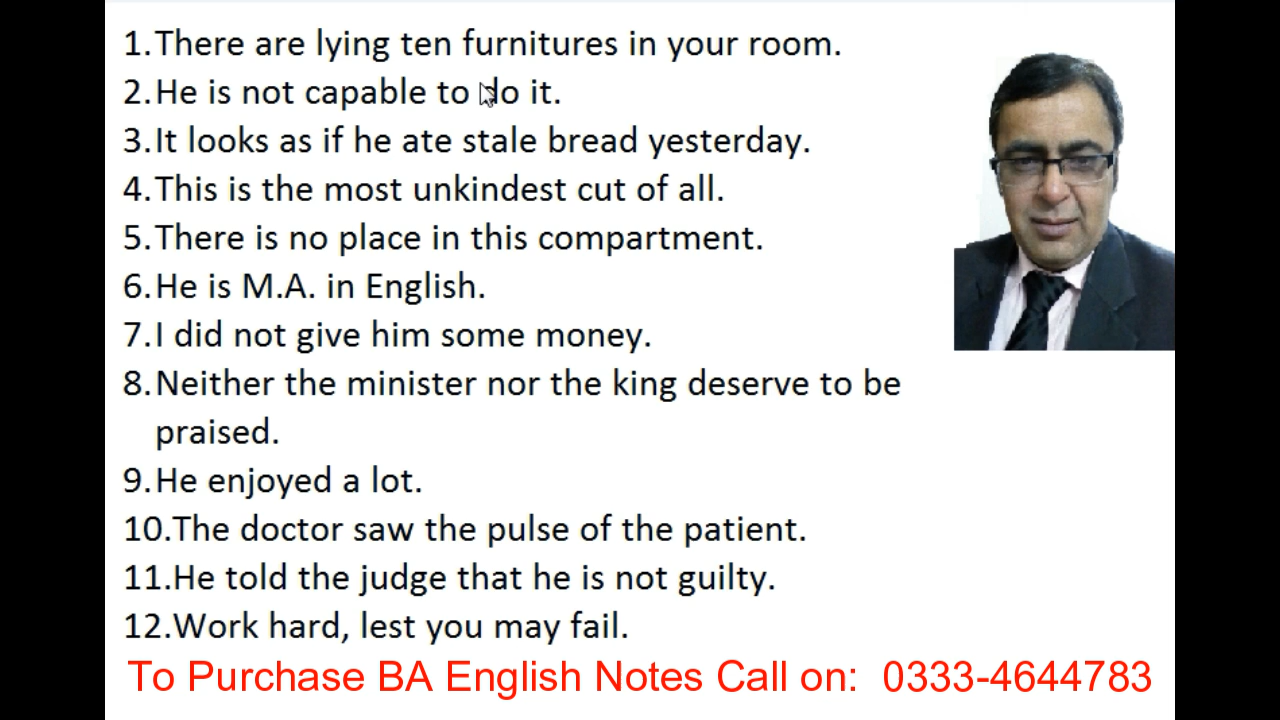 1.There are lying ten furnitures in your room.
2.He is not capable to do it.
3.It looks as if he ate stale bread yesterday.
4.This is the most unkindest cut of all.
5.There is no place in this compartment.
6.He is M.A. in English.
7.I did not give him some money.
8.Neither the minister nor the king deserve to be
praised.
9.He enjoyed a lot.
10.The doctor saw the pulse of the patient.
11.He told the judge that he is not guilty.
12.Work hard, lest you may fail.
To Purchase BA English Notes Call on: 0333-4644783